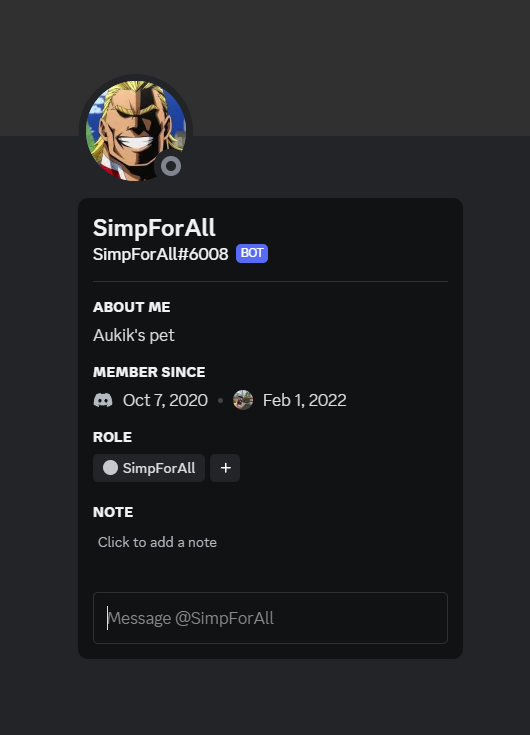 SimpForAll
SimpForAll#6008 BOT
ABOUT ME
Aukik's pet
MEMBER SINCE
Oct 7, 2020 • Feb 1, 2022
ROLE
SimpForAll +
NOTE
Click to add a note
Message @SimpForAll